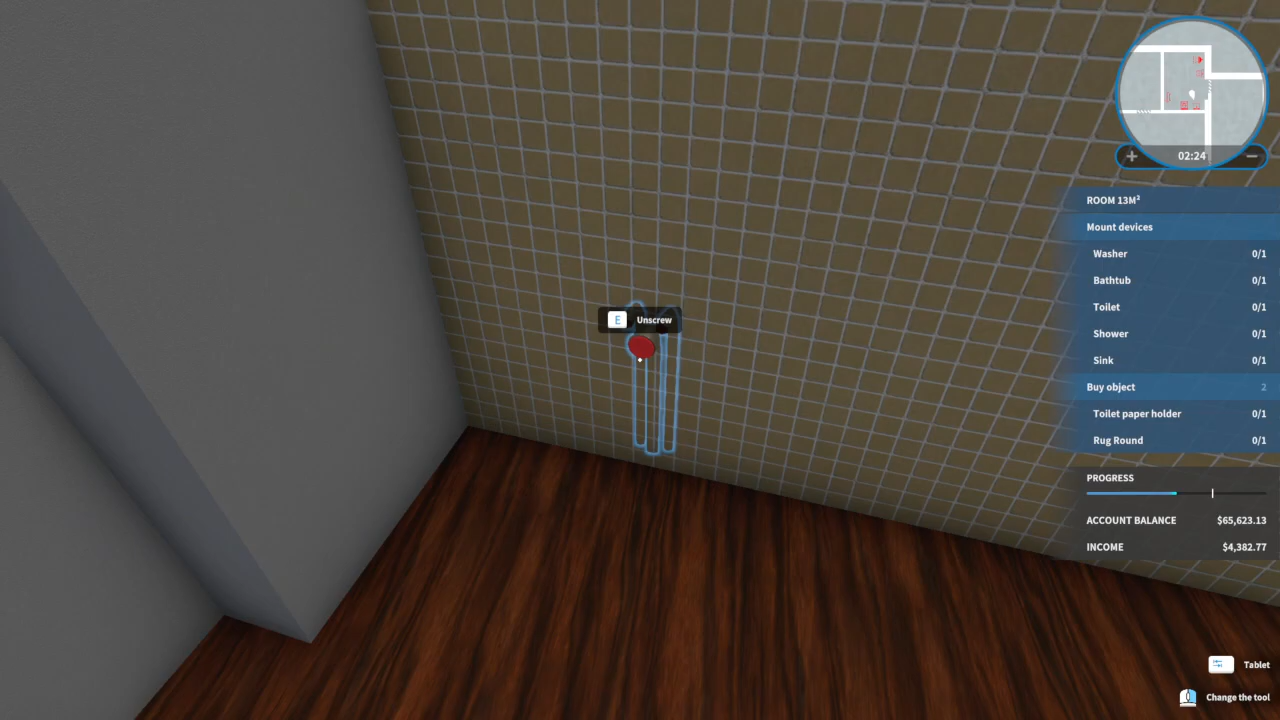 E Unscrew
+ 02:24 −
ROOM 13M²
Mount devices
Washer 0/1
Bathtub 0/1
Toilet 0/1
Shower 0/1
Sink 0/1
Buy object 2
Toilet paper holder 0/1
Rug Round 0/1
PROGRESS
ACCOUNT BALANCE $65,623.13
INCOME $4,382.77
Tablet
Change the tool